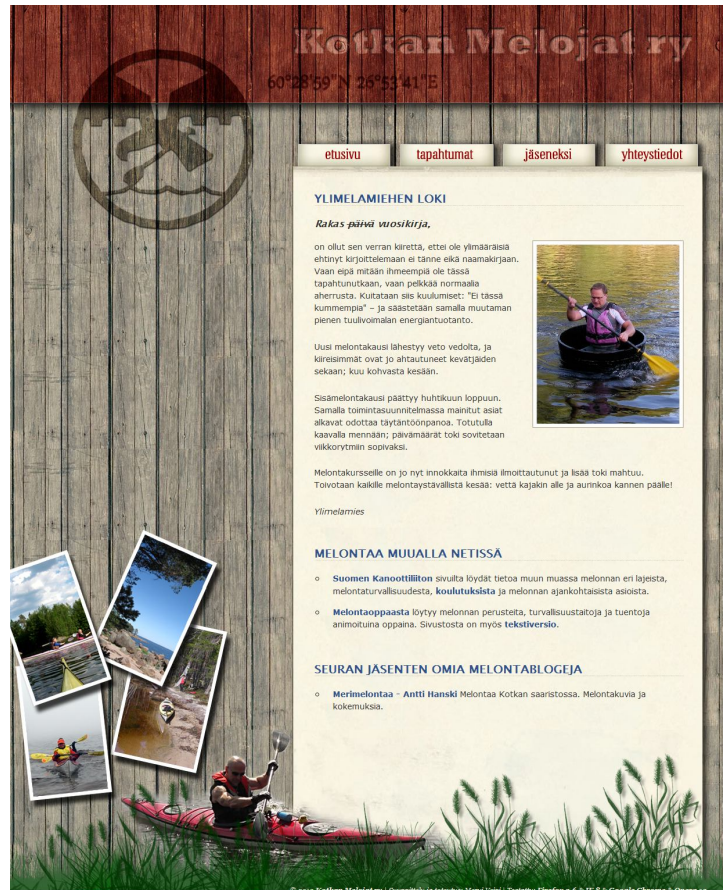 Kotkan Melojat ry
60°28'59"N 26°53'41"E
etusivu tapahtumat jäseneksi yhteystiedot
YLIMELAMIEHEN LOKI
Rakas päivä vuosikirja,
on ollut sen verran kiirettä, ettei ole ylimääräisiä
ehtinyt kirjoittelemaan ei tänne eikä naamakirjaan.
Vaan eipä mitään ihmeempiä ole tässä
tapahtunutkaan, vaan pelkkää normaalia
aherrusta. Kuitataan siis kuulumiset: "Ei tässä
kummempia" – ja säästetään samalla muutaman
pienen tuulivoimalan energiantuotanto.
Uusi melontakausi lähestyy veto vedolta, ja
kiireisimmät ovat jo ahtautuneet kevätjäiden
sekaan; kuu kohvasta kesään.
Sisämelontakausi päättyy huhtikuun loppuun.
Samalla toimintasuunnitelmassa mainitut asiat
alkavat odottaa täytäntöönpanoa. Totutulla
kaavalla mennään; päivämäärät toki sovitetaan
viikkorytmiin sopivaksi.
Melontakursseille on jo nyt innokkaita ihmisiä ilmoittautunut ja lisää toki mahtuu.
Toivotaan kaikille melontaystävällistä kesää: vettä kajakin alle ja aurinkoa kannen päälle!
Ylimelamies
MELONTAA MUUALLA NETISSÄ
Suomen Kanoottiliiton sivuilta löydät tietoa muun muassa melonnan eri lajeista,
melontaturvallisuudesta, koulutuksista ja melonnan ajankohtaisista asioista.
Melontaoppaasta löytyy melonnan perusteita, turvallisuustaitoja ja tuentoja
animoituina oppaina. Sivustosta on myös tekstiversio.
SEURAN JÄSENTEN OMIA MELONTABLOGEJA
Merimelontaa - Antti Hanski Melontaa Kotkan saaristossa. Melontakuvia ja
kokemuksia.